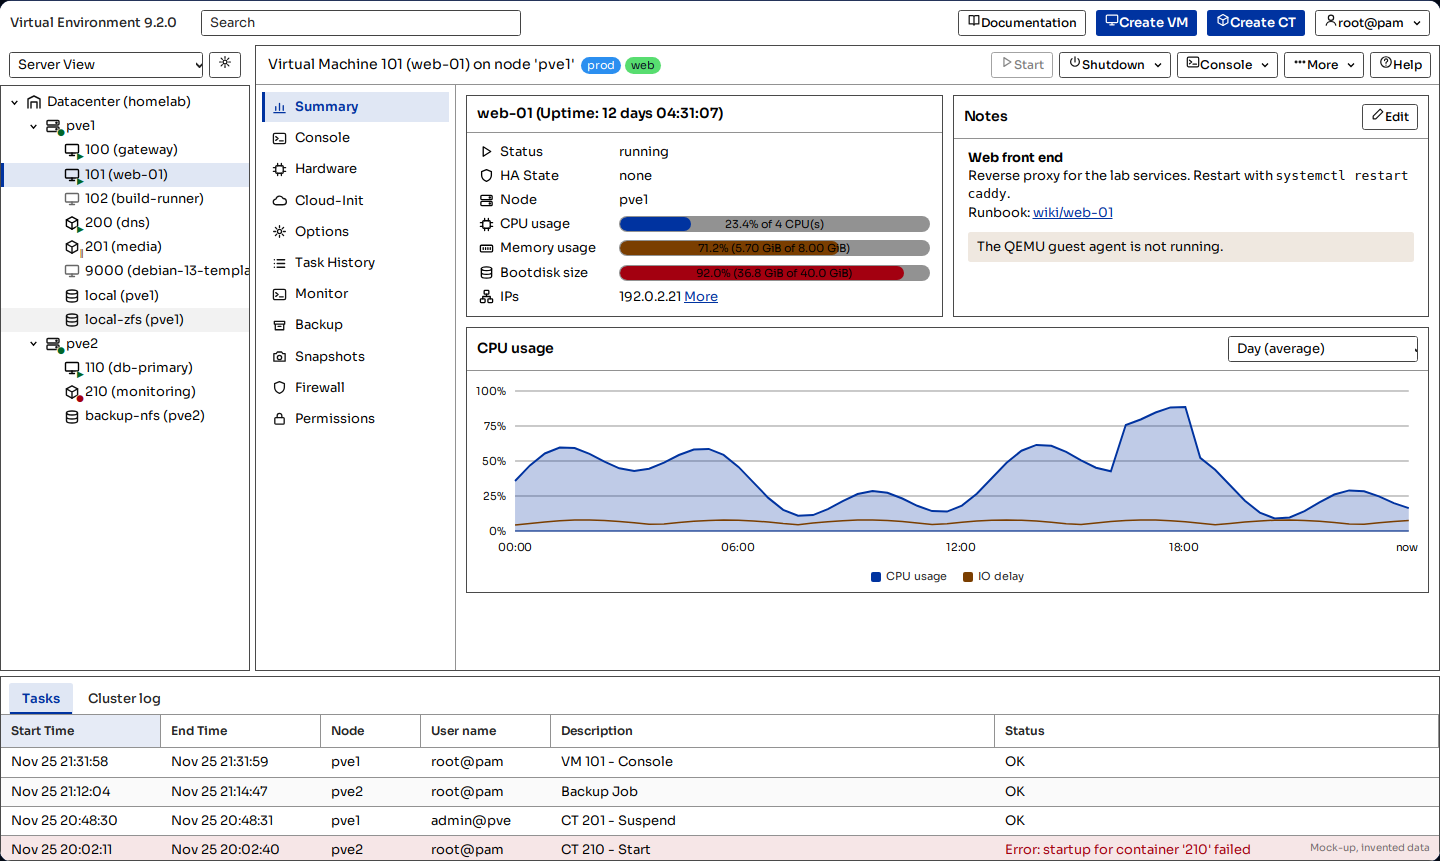 Virtual Environment 9.2.0
Search
Documentation
Create VM
Create CT
root@pam
Server View
Virtual Machine 101 (web-01) on node 'pve1' prod web
Start
Shutdown
Console
More
Help
Datacenter (homelab)
pve1
100 (gateway)
101 (web-01)
102 (build-runner)
200 (dns)
201 (media)
9000 (debian-13-templa
local (pve1)
local-zfs (pve1)
pve2
110 (db-primary)
210 (monitoring)
backup-nfs (pve2)
Summary
Console
Hardware
Cloud-Init
Options
Task History
Monitor
Backup
Snapshots
Firewall
Permissions
web-01 (Uptime: 12 days 04:31:07)
Status running
HA State none
Node pve1
CPU usage 23.4% of 4 CPU(s)
Memory usage 71.2% (5.70 GiB of 8.00 GiB)
Bootdisk size 92.0% (36.8 GiB of 40.0 GiB)
IPs 192.0.2.21 More
Notes
Edit
Web front end
Reverse proxy for the lab services. Restart with systemctl restart
caddy.
Runbook: wiki/web-01
The QEMU guest agent is not running.
CPU usage
Day (average)
100%
75%
50%
25%
0%
00:00 06:00 12:00 18:00 now
CPU usage IO delay
Tasks Cluster log
Start Time End Time Node User name Description Status
Nov 25 21:31:58 Nov 25 21:31:59 pve1 root@pam VM 101 - Console OK
Nov 25 21:12:04 Nov 25 21:14:47 pve2 root@pam Backup Job OK
Nov 25 20:48:30 Nov 25 20:48:31 pve1 admin@pve CT 201 - Suspend OK
Nov 25 20:02:11 Nov 25 20:02:40 pve2 root@pam CT 210 - Start Error: startup for container '210' failed
Mock-up, invented data